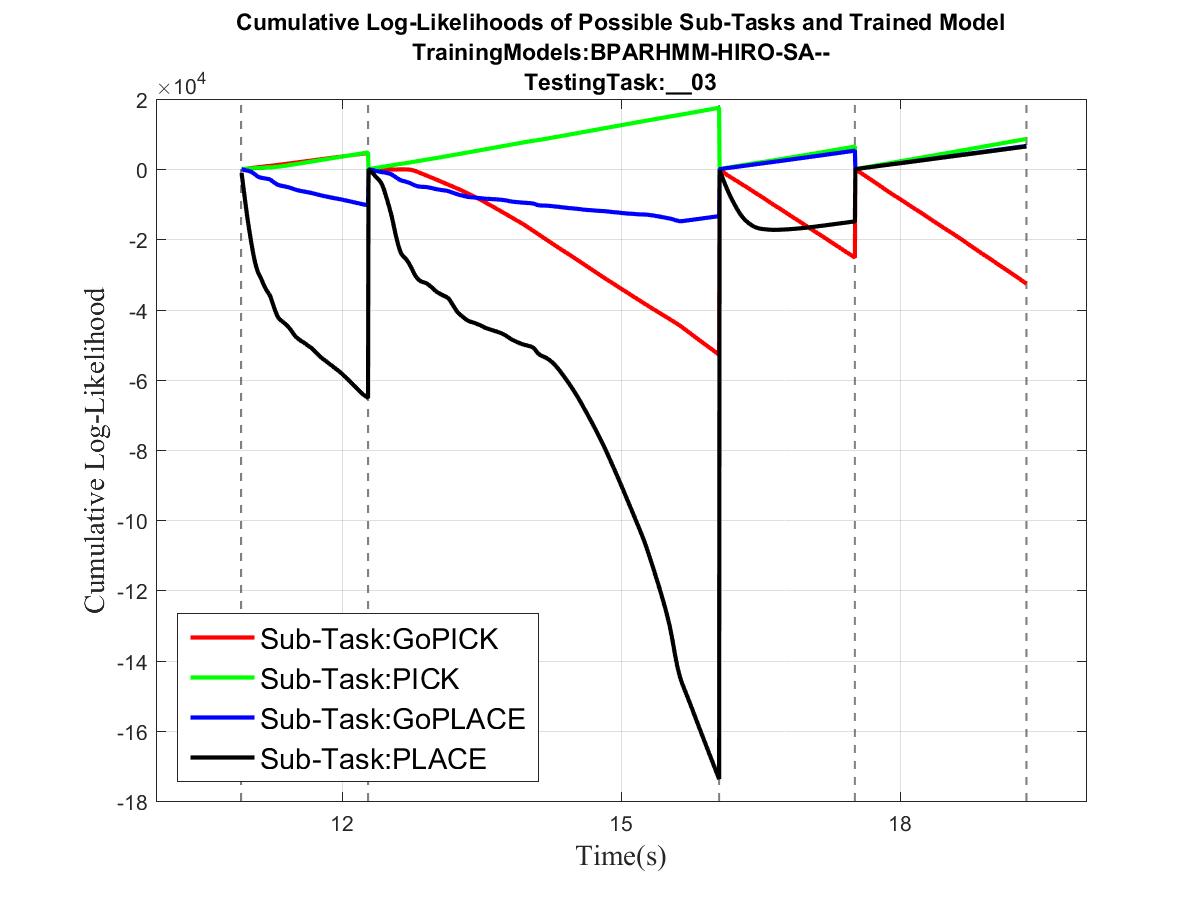 Cumulative Log-Likelihoods of Possible Sub-Tasks and Trained Model
TrainingModels:BPARHMM-HIRO-SA--
TestingTask:__03
×10⁴
2
0
-2
-4
-6
-8
-10
-12
-14
-16
-18
Cumulative Log-Likelihood
Sub-Task:GoPICK
Sub-Task:PICK
Sub-Task:GoPLACE
Sub-Task:PLACE
12
15
18
Time(s)